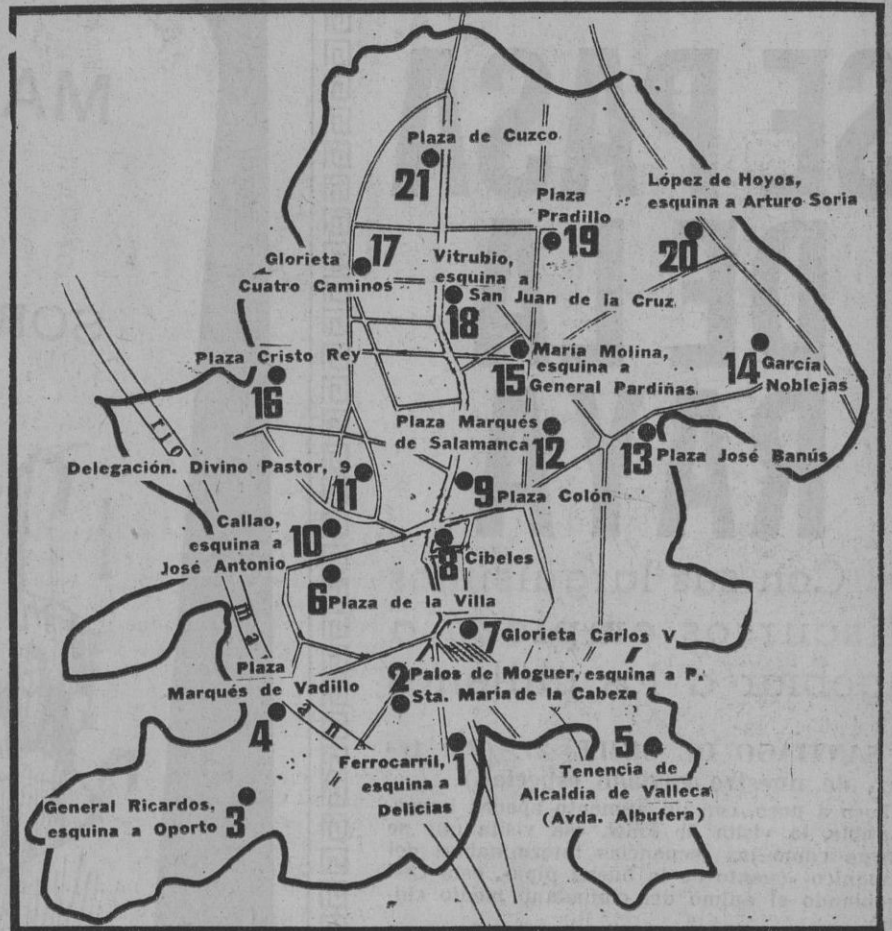 Plaza de Cuzco
21
López de Hoyos,
esquina a Arturo Soria
20
Plaza
Pradillo
19
Glorieta
17
Cuatro Caminos
Vitrubio,
esquina a
San Juan de la Cruz
18
Plaza Cristo Rey
16
María Molina,
esquina a
General Pardiñas
15
14
García
Noblejas
río
Plaza Marqués
de Salamanca
12
13
Plaza José Banús
Delegación. Divino Pastor, 9
11
9
Plaza Colón
Callao,
esquina a
José Antonio
10
8
Cibeles
6
Plaza de la Villa
7
Glorieta Carlos V
man
Plaza
Marqués de Vadillo
4
2
Palos de Moguer, esquina a P.
Sta. María de la Cabeza
Ferrocarril,
esquina a
Delicias
1
5
Tenencia de
Alcaldía de Valleca
(Avda. Albufera)
General Ricardos,
esquina a Oporto
3